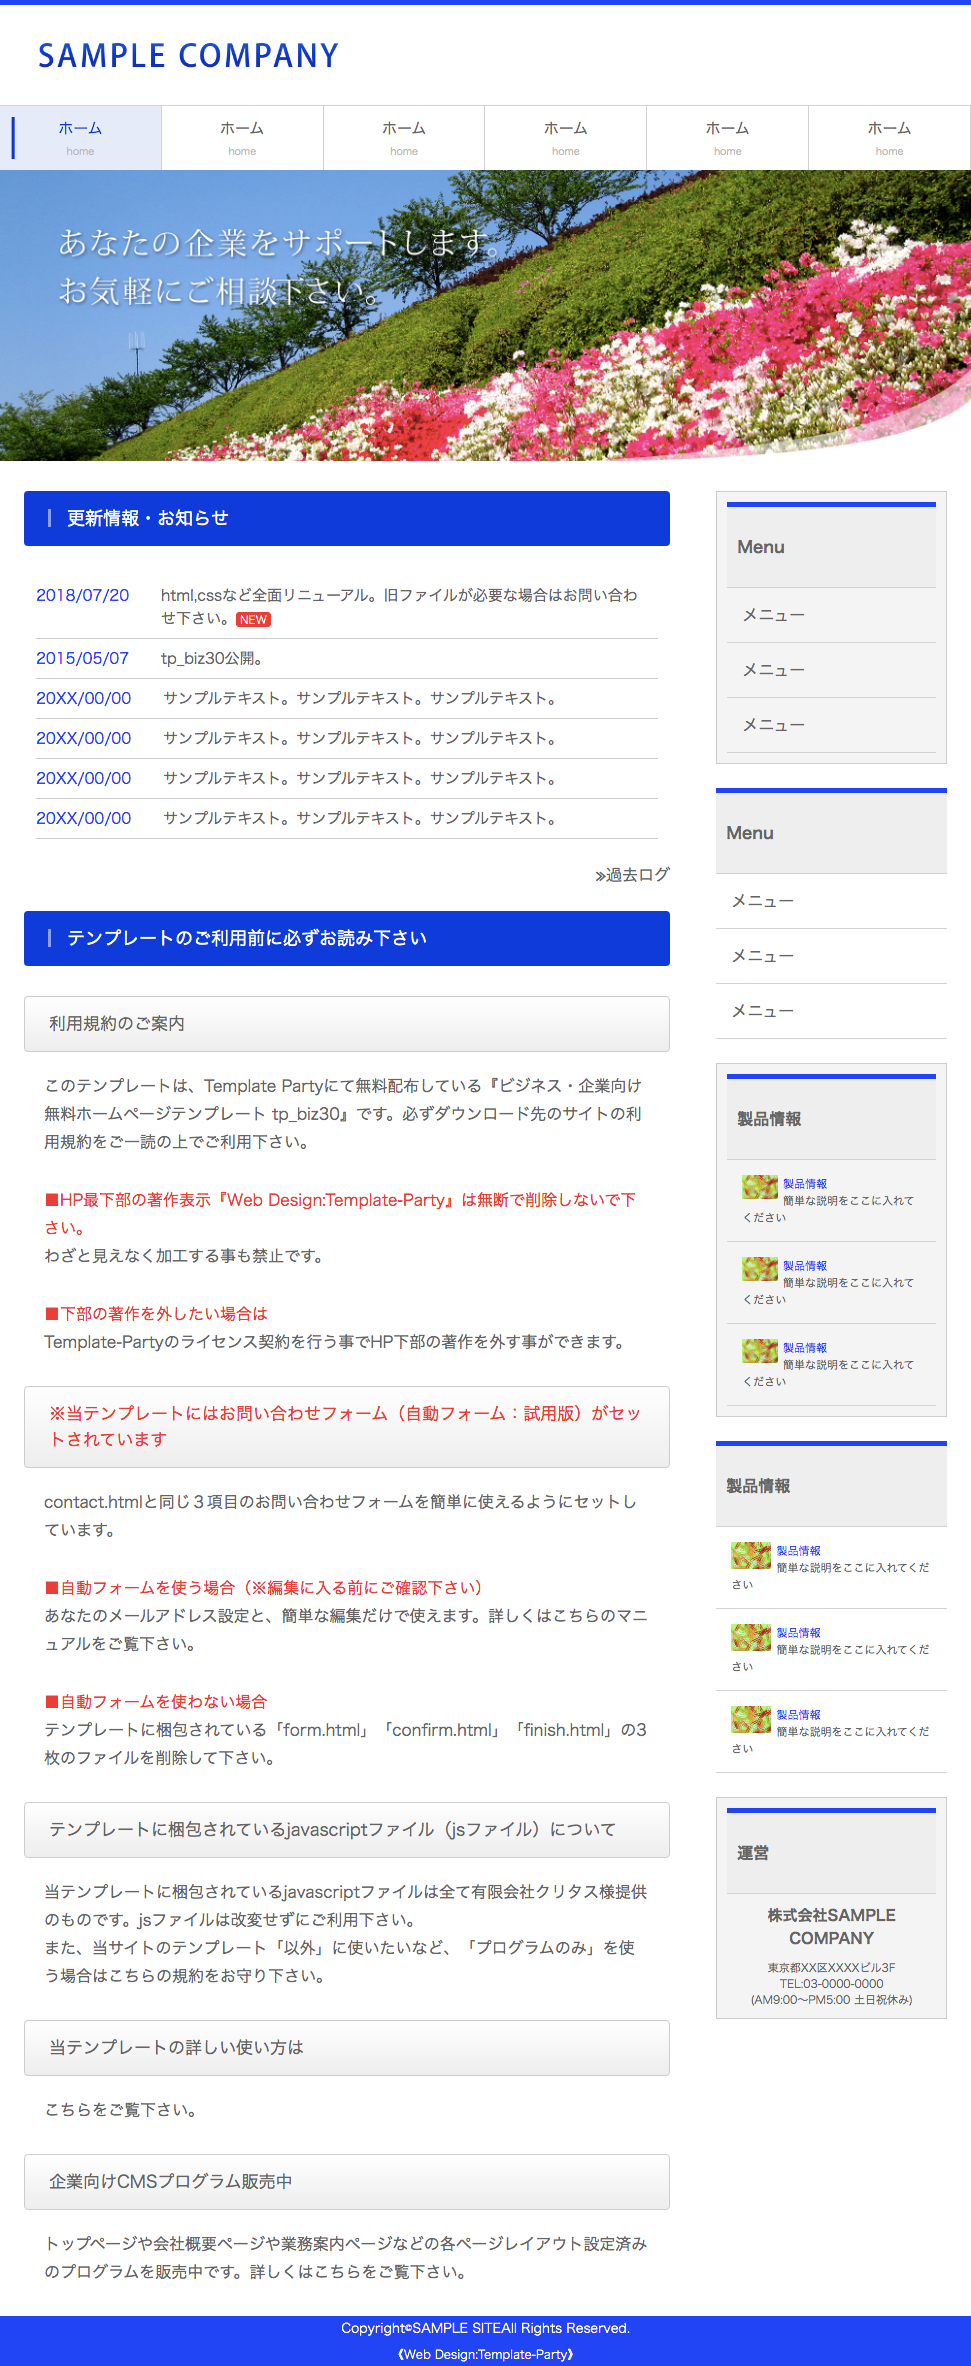 SAMPLE COMPANY
ホーム ホーム ホーム ホーム ホーム ホーム
home home home home home home
あなたの企業をサポートします。
お気軽にご相談下さい。
更新情報・お知らせ
2018/07/20 html,cssなど全面リニューアル。旧ファイルが必要な場合はお問い合わ
せ下さい。NEW
2015/05/07 tp_biz30公開。
20XX/00/00 サンプルテキスト。サンプルテキスト。サンプルテキスト。
20XX/00/00 サンプルテキスト。サンプルテキスト。サンプルテキスト。
20XX/00/00 サンプルテキスト。サンプルテキスト。サンプルテキスト。
20XX/00/00 サンプルテキスト。サンプルテキスト。サンプルテキスト。
≫過去ログ
テンプレートのご利用前に必ずお読み下さい
利用規約のご案内
このテンプレートは、Template Partyにて無料配布している『ビジネス・企業向け
無料ホームページテンプレート tp_biz30』です。必ずダウンロード先のサイトの利
用規約をご一読の上でご利用下さい。
■HP最下部の著作表示『Web Design:Template-Party』は無断で削除しないで下
さい。
わざと見えなく加工する事も禁止です。
■下部の著作を外したい場合は
Template-Partyのライセンス契約を行う事でHP下部の著作を外す事ができます。
※当テンプレートにはお問い合わせフォーム（自動フォーム：試用版）がセッ
トされています
contact.htmlと同じ３項目のお問い合わせフォームを簡単に使えるようにセットし
ています。
■自動フォームを使う場合（※編集に入る前にご確認下さい）
あなたのメールアドレス設定と、簡単な編集だけで使えます。詳しくはこちらのマニ
ュアルをご覧下さい。
■自動フォームを使わない場合
テンプレートに梱包されている「form.html」「confirm.html」「finish.html」の3
枚のファイルを削除して下さい。
テンプレートに梱包されているjavascriptファイル（jsファイル）について
当テンプレートに梱包されているjavascriptファイルは全て有限会社クリタス様提供
のものです。jsファイルは改変せずにご利用下さい。
また、当サイトのテンプレート「以外」に使いたいなど、「プログラムのみ」を使
う場合はこちらの規約をお守り下さい。
当テンプレートの詳しい使い方は
こちらをご覧下さい。
企業向けCMSプログラム販売中
トップページや会社概要ページや業務案内ページなどの各ページレイアウト設定済み
のプログラムを販売中です。詳しくはこちらをご覧下さい。
Menu
メニュー
メニュー
メニュー
Menu
メニュー
メニュー
メニュー
製品情報
製品情報
簡単な説明をここに入れて
ください
製品情報
簡単な説明をここに入れて
ください
製品情報
簡単な説明をここに入れて
ください
製品情報
製品情報
簡単な説明をここに入れてくだ
さい
製品情報
簡単な説明をここに入れてくだ
さい
製品情報
簡単な説明をここに入れてくだ
さい
運営
株式会社SAMPLE
COMPANY
東京都XX区XXXXビル3F
TEL:03-0000-0000
(AM9:00〜PM5:00 土日祝休み)
Copyright©SAMPLE SITEAll Rights Reserved.
《Web Design:Template-Party》